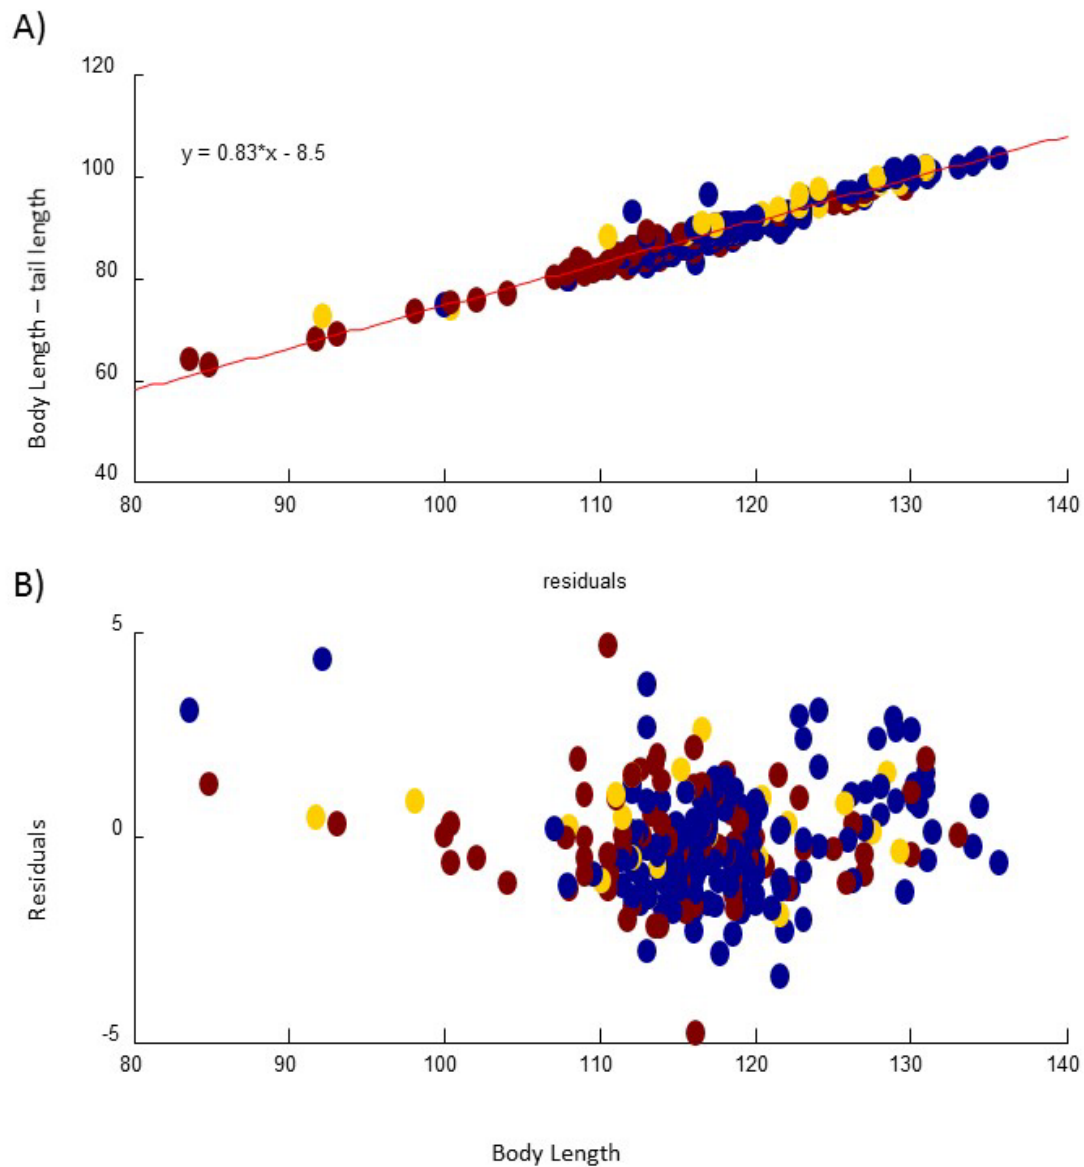 A)
120
y = 0.83*x - 8.5
100
80
60
40
Body Length – tail length
80 90 100 110 120 130 140
B)
residuals
5
0
-5
Residuals
80 90 100 110 120 130 140
Body Length